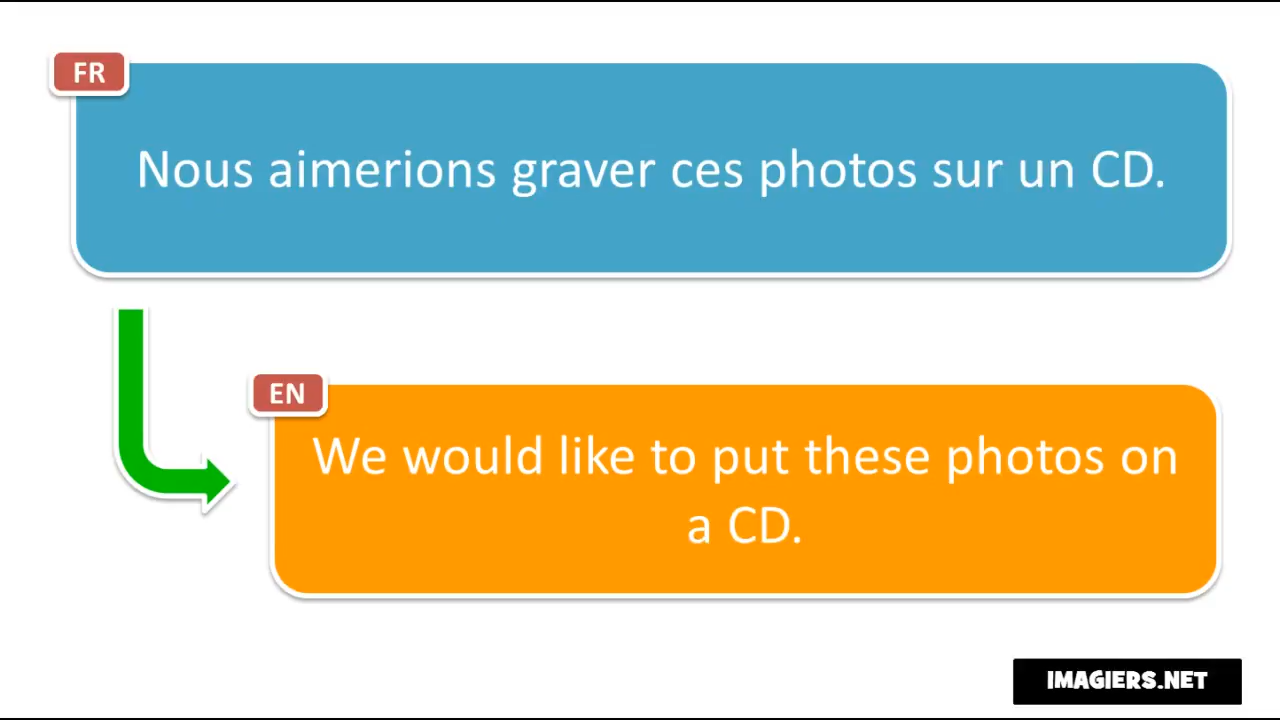 FR
Nous aimerions graver ces photos sur un CD.
EN
We would like to put these photos on
a CD.
IMAGIERS.NET